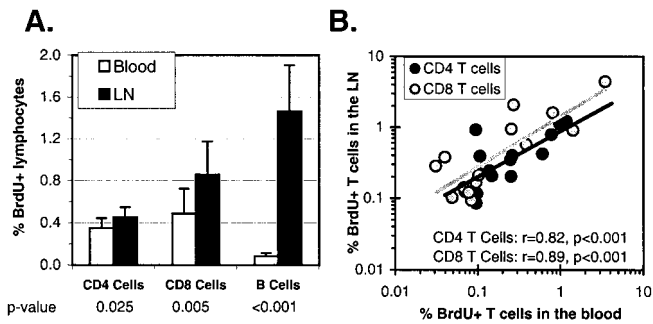 A.
% BrdU+ lymphocytes
2.0
1.6
1.2
0.8
0.4
0.0
Blood
LN
CD4 Cells CD8 Cells B Cells
p-value 0.025 0.005 <0.001
B.
% BrdU+ T cells in the LN
10
1
0.1
0.01
CD4 T cells
CD8 T cells
CD4 T Cells: r=0.82, p<0.001
CD8 T Cells: r=0.89, p<0.001
0.01 0.1 1 10
% BrdU+ T cells in the blood